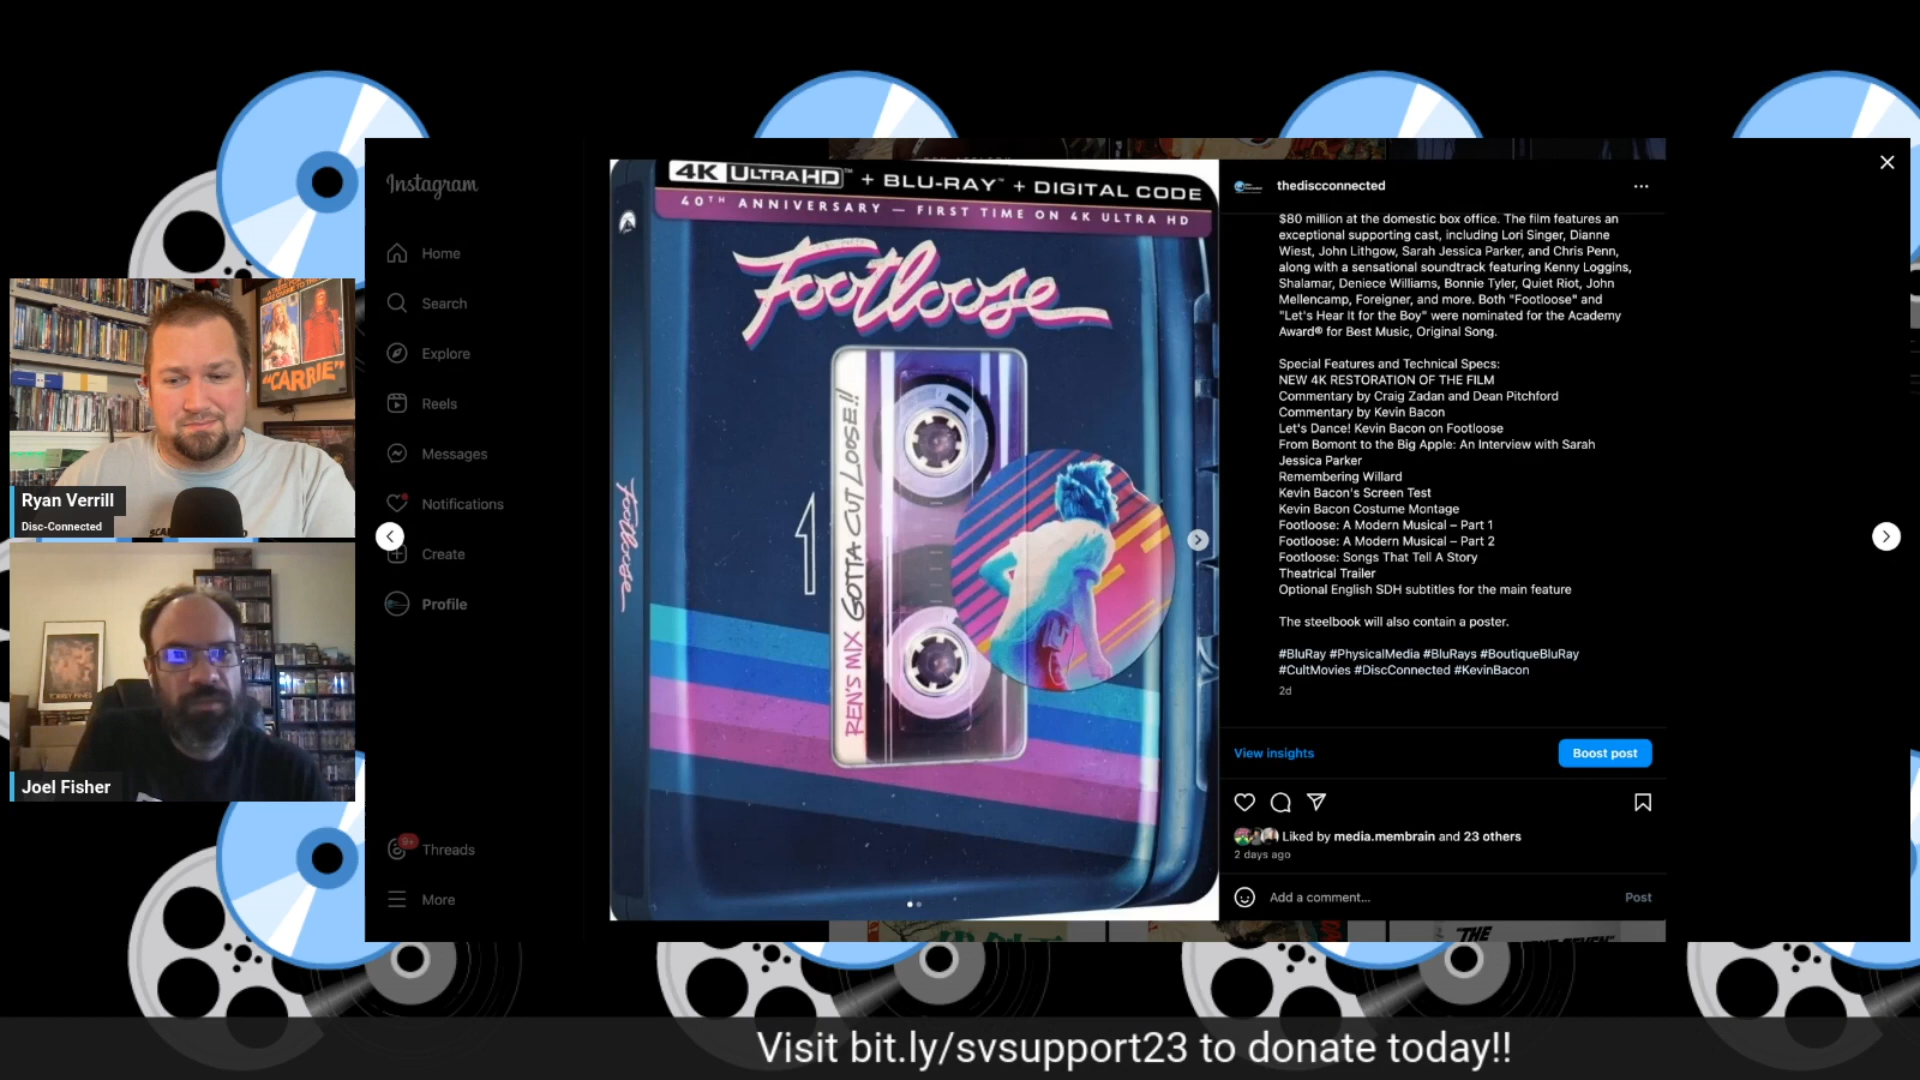 Instagram
Home
Search
Explore
Reels
Messages
Notifications
Create
Profile
9+
Threads
More
A TASTE FOR
"CARRIE"
Ryan Verrill
Disc-Connected
TORREY PINES
Joel Fisher
4K ULTRA HD™ + BLU-RAY™ + DIGITAL CODE
40TH ANNIVERSARY — FIRST TIME ON 4K ULTRA HD
Footloose
Footloose
REN'S MIX GOTTA CUT LOOSE!!
thediscconnected
$80 million at the domestic box office. The film features an
exceptional supporting cast, including Lori Singer, Dianne
Wiest, John Lithgow, Sarah Jessica Parker, and Chris Penn,
along with a sensational soundtrack featuring Kenny Loggins,
Shalamar, Deniece Williams, Bonnie Tyler, Quiet Riot, John
Mellencamp, Foreigner, and more. Both "Footloose" and
"Let's Hear It for the Boy" were nominated for the Academy
Award® for Best Music, Original Song.
Special Features and Technical Specs:
NEW 4K RESTORATION OF THE FILM
Commentary by Craig Zadan and Dean Pitchford
Commentary by Kevin Bacon
Let's Dance! Kevin Bacon on Footloose
From Bomont to the Big Apple: An Interview with Sarah
Jessica Parker
Remembering Willard
Kevin Bacon's Screen Test
Kevin Bacon Costume Montage
Footloose: A Modern Musical – Part 1
Footloose: A Modern Musical – Part 2
Footloose: Songs That Tell A Story
Theatrical Trailer
Optional English SDH subtitles for the main feature
The steelbook will also contain a poster.
#BluRay #PhysicalMedia #BluRays #BoutiqueBluRay
#CultMovies #DiscConnected #KevinBacon
2d
View insights
Boost post
Liked by media.membrain and 23 others
2 days ago
Add a comment...
Post
THE
Visit bit.ly/svsupport23 to donate today!!